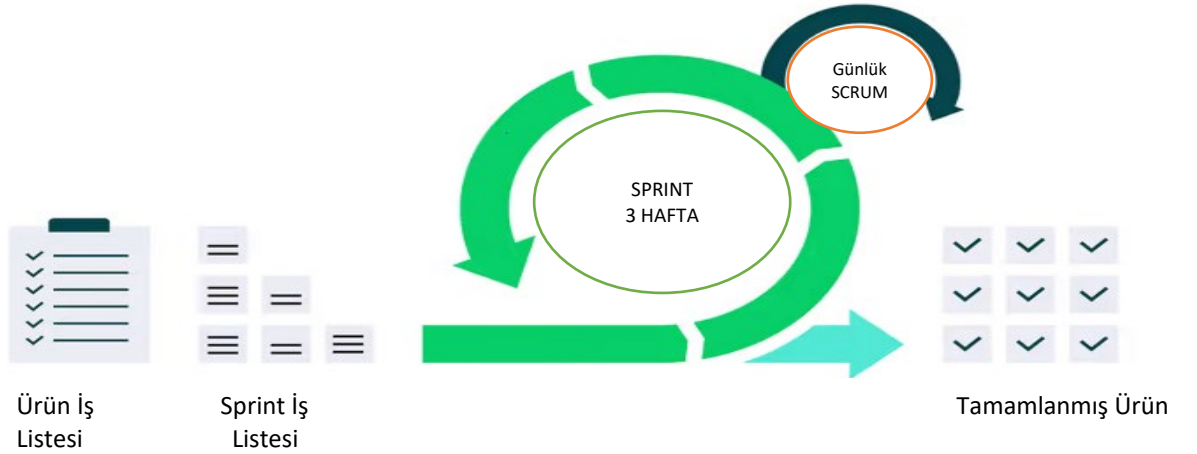 Günlük
SCRUM
SPRINT
3 HAFTA
Ürün İş
Listesi
Sprint İş
Listesi
Tamamlanmış Ürün